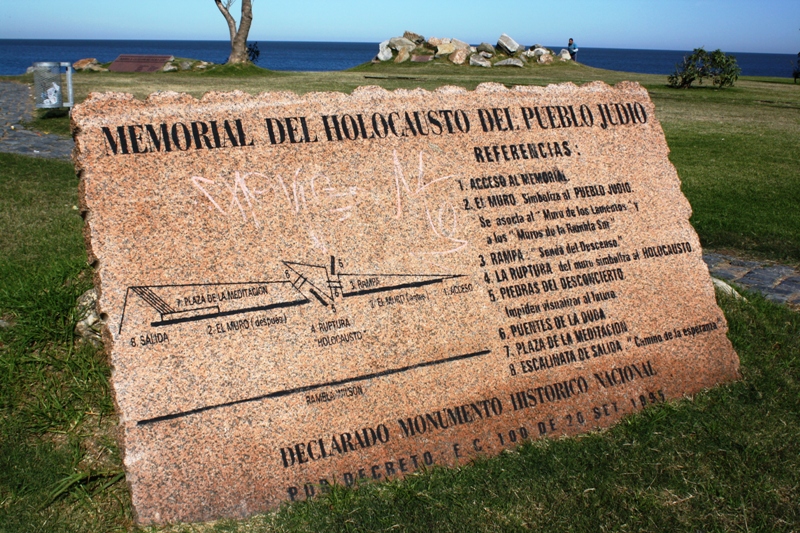 MEMORIAL DEL HOLOCAUSTO DEL PUEBLO JUDIO
REFERENCIAS:
1. ACCESO AL MEMORIAL
2. EL MURO Simboliza al PUEBLO JUDIO.
Se asocia al "Muro de los Lamentos" y
a los "Muros de la Rambla Sur"
3. RAMPA: "Senda del Descenso"
4. LA RUPTURA del muro simboliza al HOLOCAUSTO
5. PIEDRAS DEL DESCONCIERTO
Impiden visualizar el futuro.
6. PUENTES DE LA DUDA
7. PLAZA DE LA MEDITACION
8. ESCALINATA DE SALIDA "Camino de la esperanza"
5
6
3. RAMPA
7. PLAZA DE LA MEDITACION
2. EL MURO (antes)
1. ACCESO
2. EL MURO (después)
4. RUPTURA
"HOLOCAUSTO"
8. SALIDA
RAMBLA WILSON
DECLARADO MONUMENTO HISTORICO NACIONAL
POR DECRETO. E.C. 100 DE 20 SET. 1995